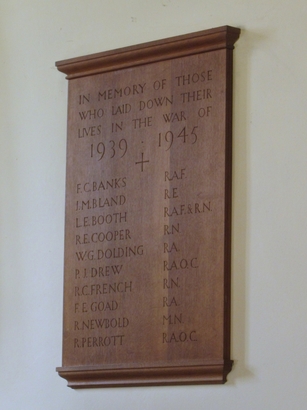 IN MEMORY OF THOSE
WHO LAID DOWN THEIR
LIVES IN THE WAR OF
1939 - 1945
F.C.BANKS R.A.F.
J.M.BLAND R.E.
L.E.BOOTH R.A.F.&R.N.
R.E.COOPER R.N.
W.G.DOLDING R.A.
P.J.DREW R.A.O.C.
R.C.FRENCH R.N.
F.E.GOAD R.A.
R.NEWBOLD M.N.
R.PERROTT R.A.O.C.